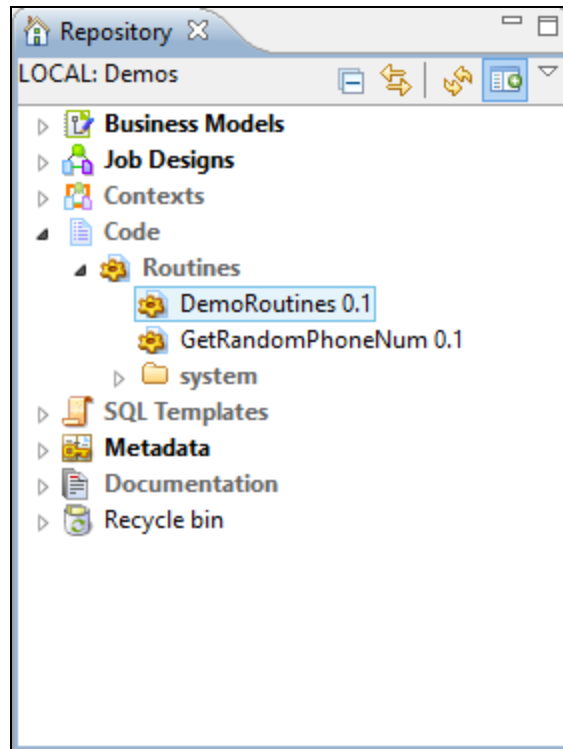 Repository
LOCAL: Demos
Business Models
Job Designs
Contexts
Code
Routines
DemoRoutines 0.1
GetRandomPhoneNum 0.1
system
SQL Templates
Metadata
Documentation
Recycle bin